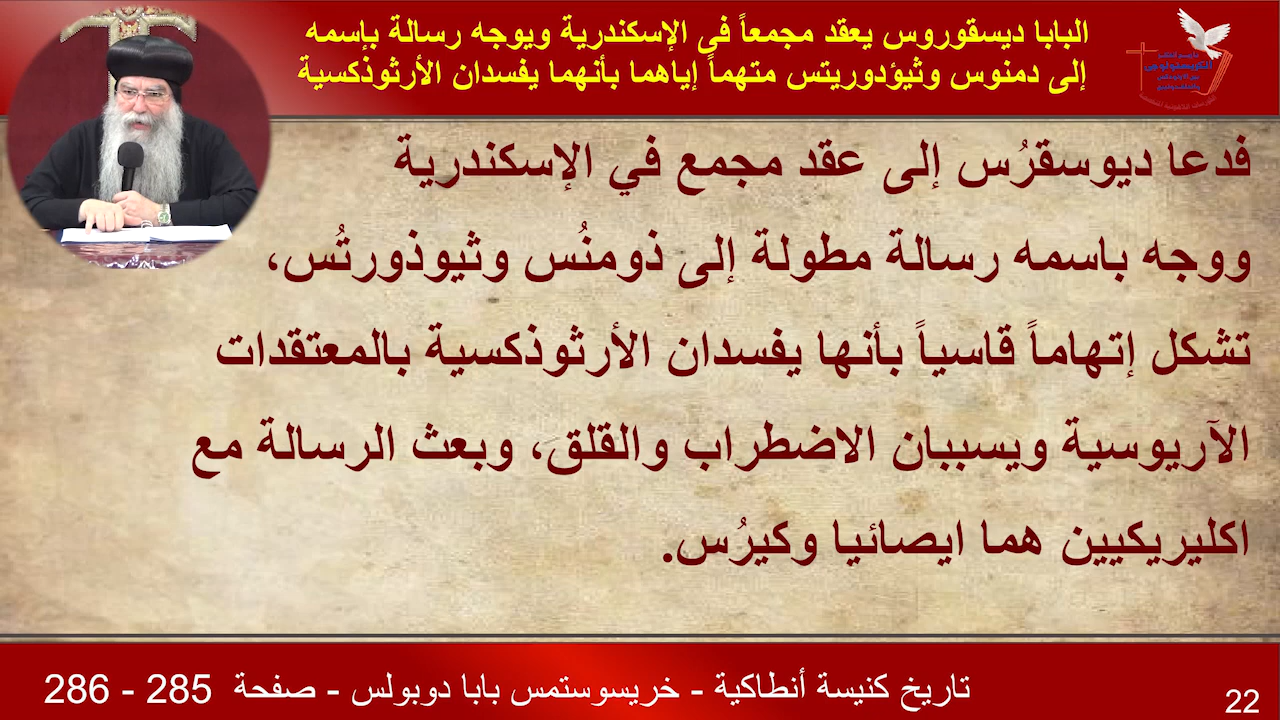 البابا ديسقوروس يعقد مجمعاً فى الإسكندرية ويوجه رسالة بإسمه
إلى دمنوس وثيؤدوريتس متهماً إياهما بأنهما يفسدان الأرثوذكسية
فدعا ديوسقرُس إلى عقد مجمع في الإسكندرية
ووجه باسمه رسالة مطولة إلى ذومنُس وثيوذورتُس،
تشكل إتهاماً قاسياً بأنها يفسدان الأرثوذكسية بالمعتقدات
الآريوسية ويسببان الاضطراب والقلقَ، وبعث الرسالة مع
اكليريكيين هما ايصائيا وكيرُس.
تاريخ كنيسة أنطاكية - خريسوستمس بابا دوبولس - صفحة 285 - 286
22